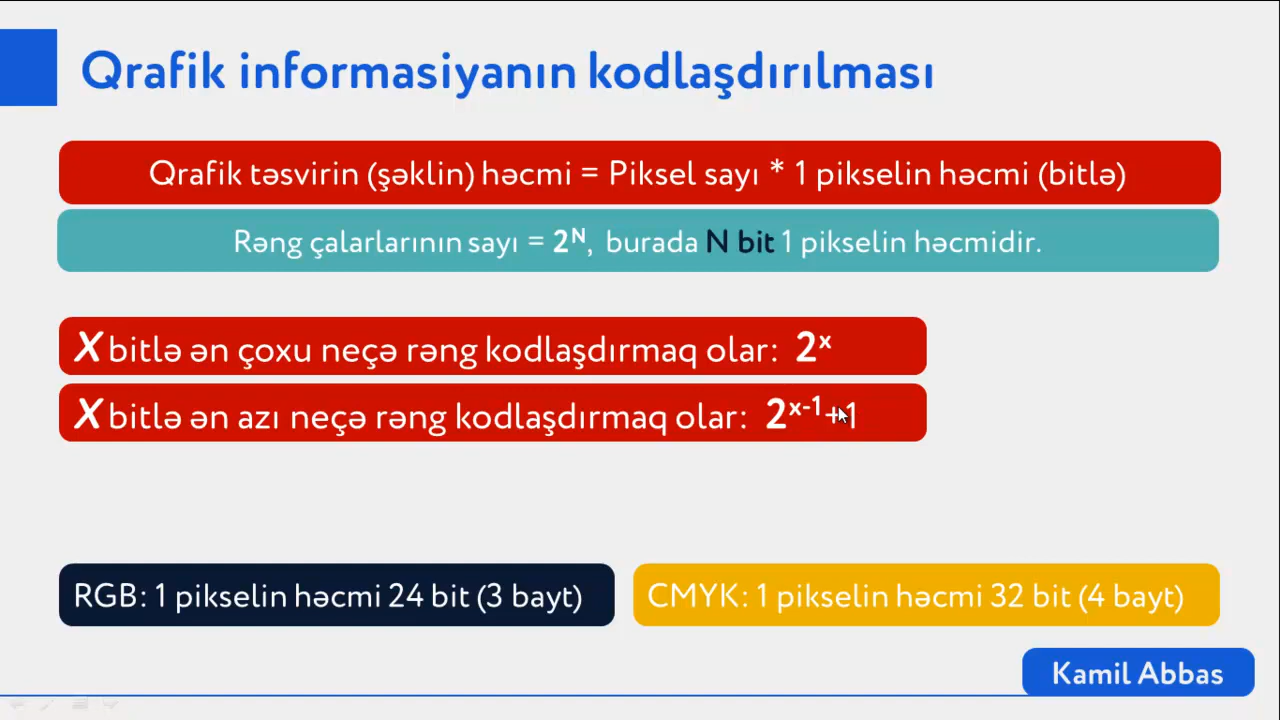 Qrafik informasiyanın kodlaşdırılması
Qrafik təsvirin (şəklin) həcmi = Piksel sayı * 1 pikselin həcmi (bitlə)
Rəng çalarlarının sayı = 2ᴺ, burada N bit 1 pikselin həcmidir.
X bitlə ən çoxu neçə rəng kodlaşdırmaq olar: 2ˣ
X bitlə ən azı neçə rəng kodlaşdırmaq olar: 2ˣ⁻¹+1
RGB: 1 pikselin həcmi 24 bit (3 bayt)
CMYK: 1 pikselin həcmi 32 bit (4 bayt)
Kamil Abbas